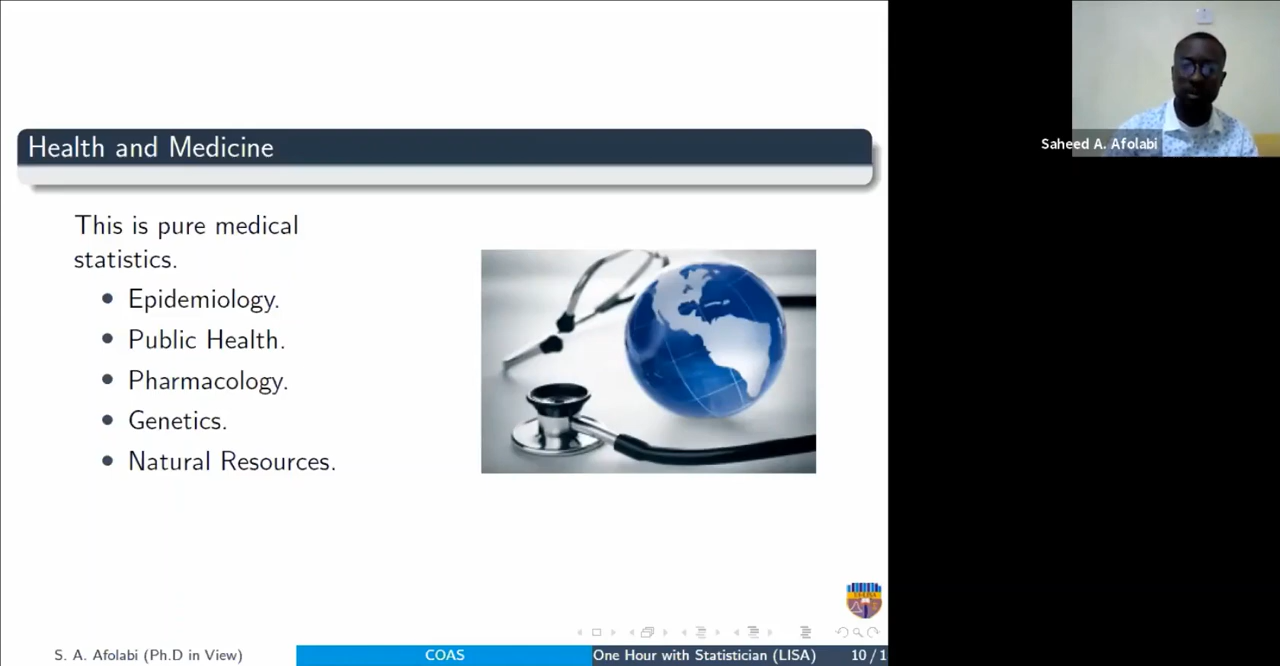 Health and Medicine
This is pure medical
statistics.
Epidemiology.
Public Health.
Pharmacology.
Genetics.
Natural Resources.
Saheed A. Afolabi
S. A. Afolabi (Ph.D in View)
COAS
One Hour with Statistician (LISA)
10 / 1